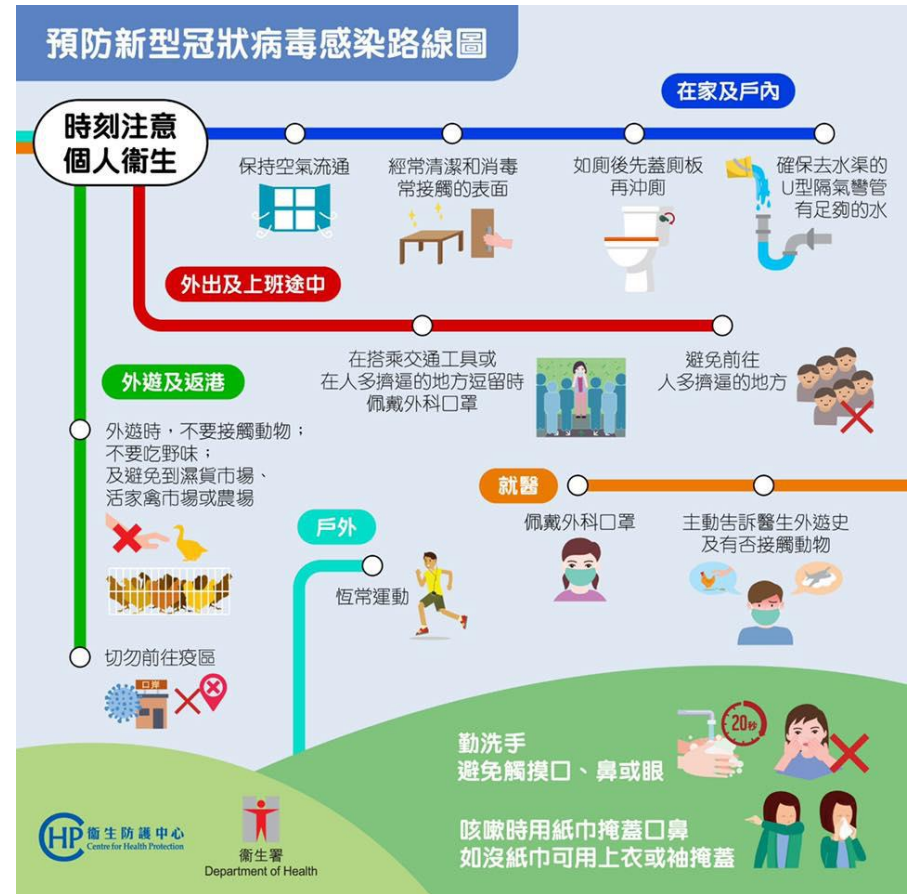 預防新型冠狀病毒感染路線圖
時刻注意
個人衞生
在家及戶內
保持空氣流通
經常清潔和消毒
常接觸的表面
如廁後先蓋廁板
再沖廁
確保去水渠的
U型隔氣彎管
有足夠的水
外出及上班途中
在搭乘交通工具或
在人多擠逼的地方逗留時
佩戴外科口罩
避免前往
人多擠逼的地方
外遊及返港
外遊時，不要接觸動物；
不要吃野味；
及避免到濕貨市場、
活家禽市場或農場
切勿前往疫區
口岸
戶外
恆常運動
就醫
佩戴外科口罩
主動告訴醫生外遊史
及有否接觸動物
勤洗手
避免觸摸口、鼻或眼
20秒
咳嗽時用紙巾掩蓋口鼻
如沒紙巾可用上衣或袖掩蓋
CHP 衞生防護中心
Centre for Health Protection
衞生署
Department of Health